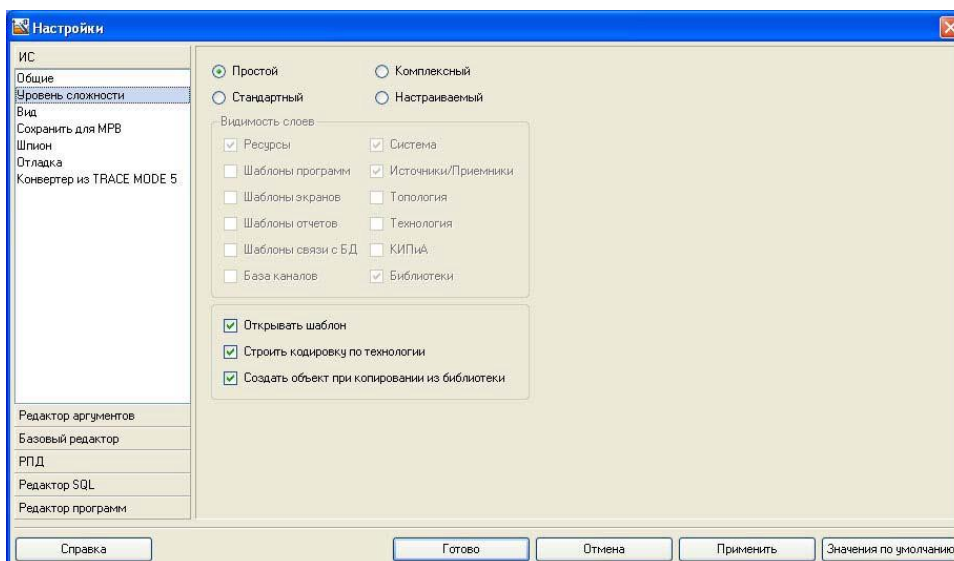 Настройки
ИС
Общие
Уровень сложности
Вид
Сохранить для МРВ
Шпион
Отладка
Конвертер из TRACE MODE 5
Редактор аргументов
Базовый редактор
РПД
Редактор SQL
Редактор программ
Простой
Комплексный
Стандартный
Настраиваемый
Видимость слоев
Ресурсы
Система
Шаблоны программ
Источники/Приемники
Шаблоны экранов
Топология
Шаблоны отчетов
Технология
Шаблоны связи с БД
КИПиА
База каналов
Библиотеки
Открывать шаблон
Строить кодировку по технологии
Создать объект при копировании из библиотеки
Справка
Готово
Отмена
Применить
Значения по умолчанию